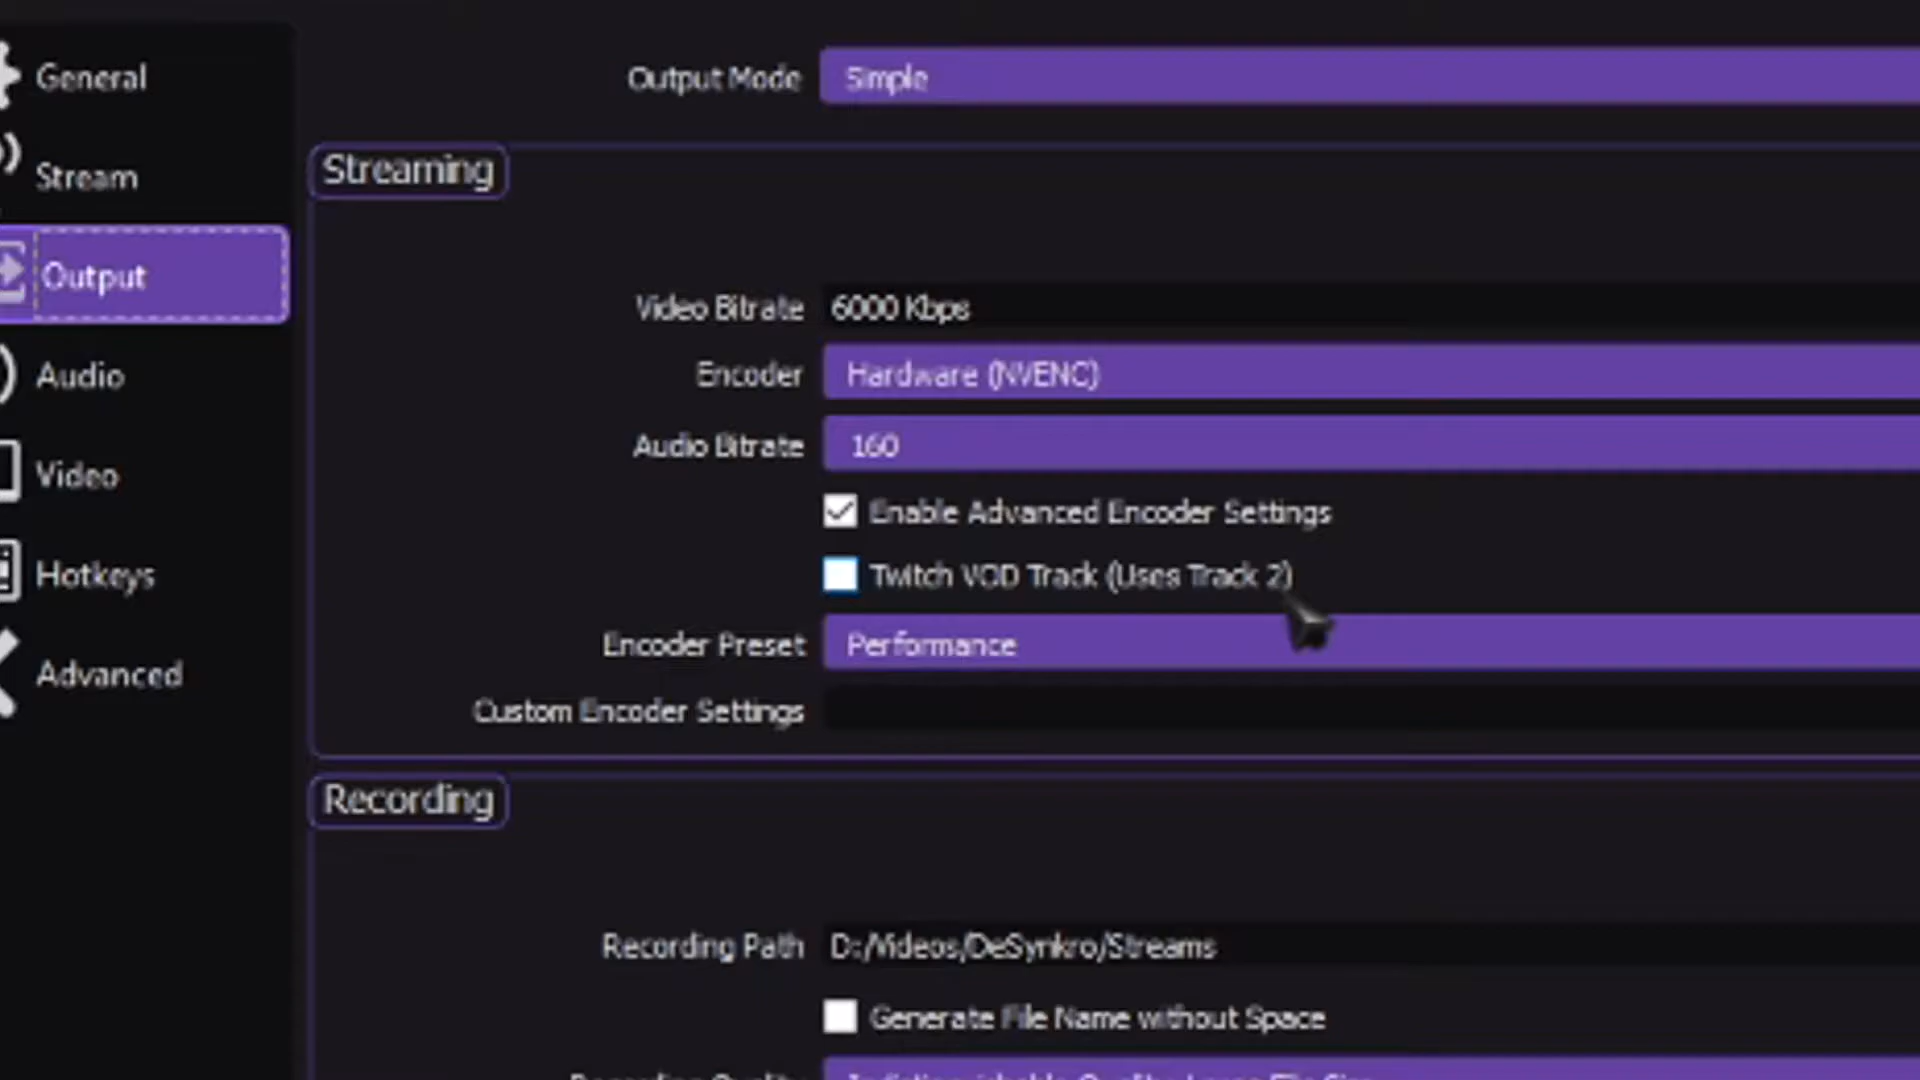 General
Stream
Output
Audio
Video
Hotkeys
Advanced
Output Mode Simple
Streaming
Video Bitrate 6000 Kbps
Encoder Hardware (NVENC)
Audio Bitrate 160
Enable Advanced Encoder Settings
Twitch VOD Track (Uses Track 2)
Encoder Preset Performance
Custom Encoder Settings
Recording
Recording Path D:/Videos/DeSynkro/Streams
Generate File Name without Space